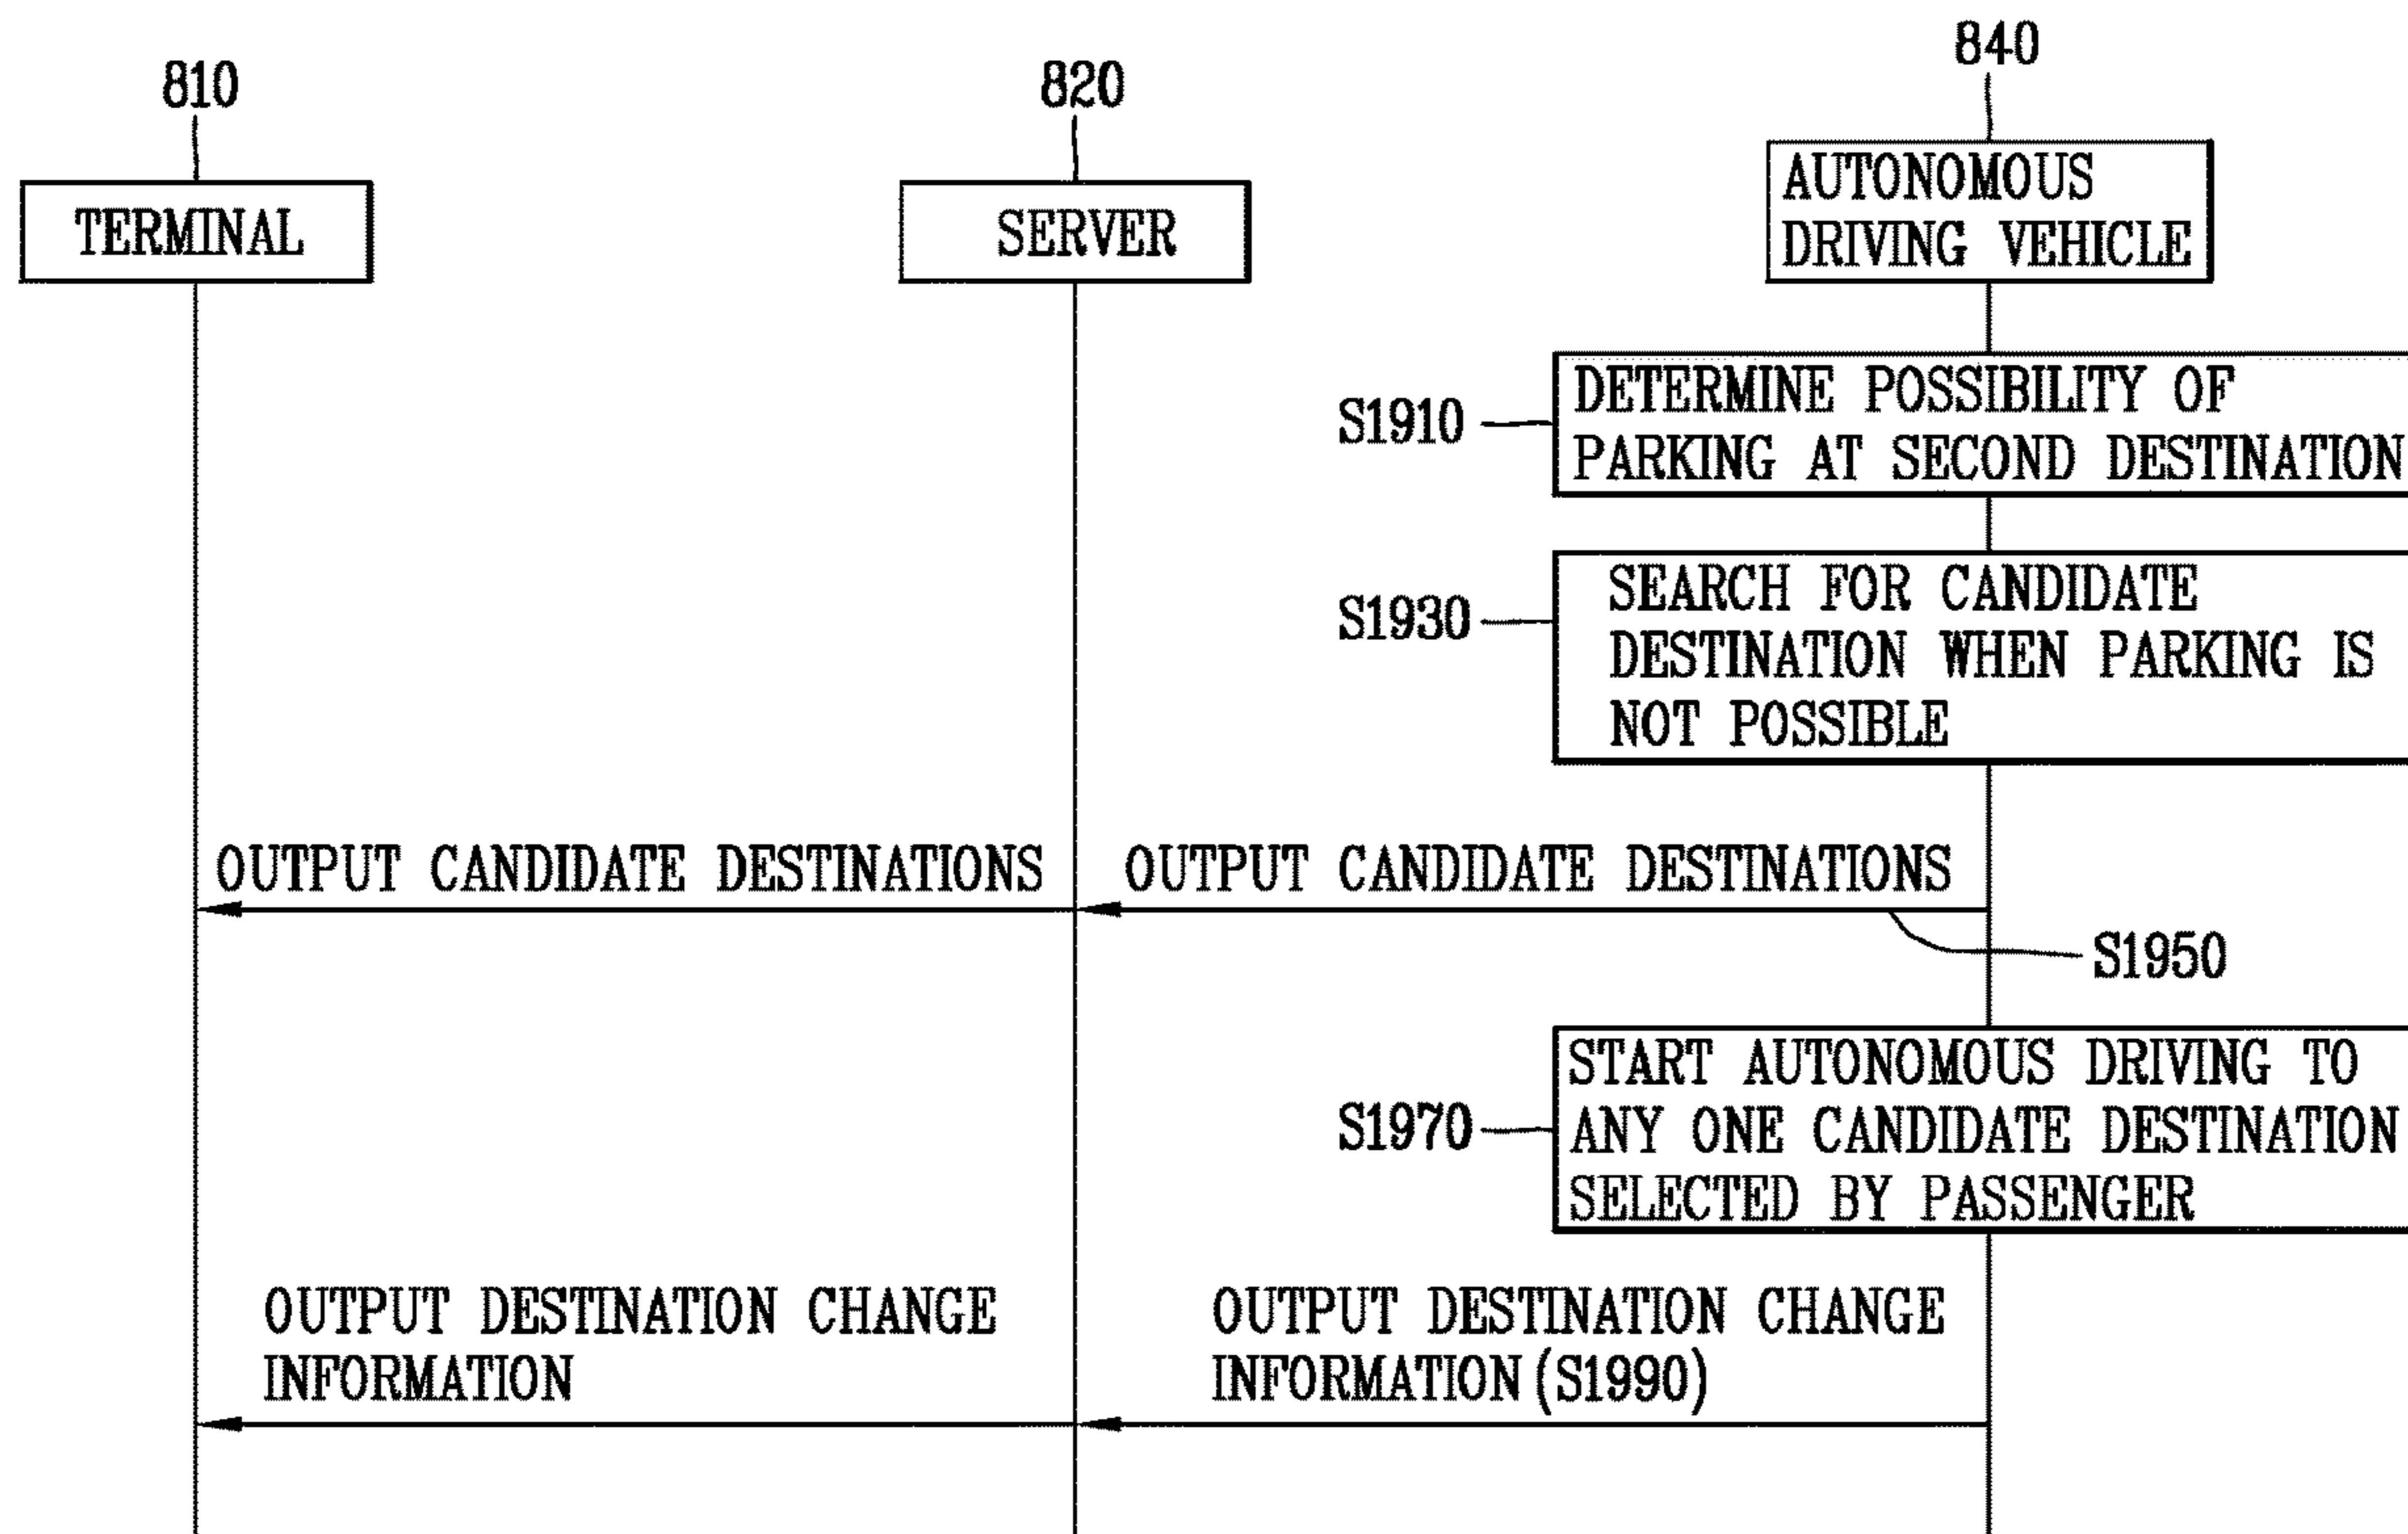 840
810
820
TERMINAL
SERVER
AUTONOMOUS
DRIVING VEHICLE
S1910
DETERMINE POSSIBILITY OF
PARKING AT SECOND DESTINATION
S1930
SEARCH FOR CANDIDATE
DESTINATION WHEN PARKING IS
NOT POSSIBLE
OUTPUT CANDIDATE DESTINATIONS
OUTPUT CANDIDATE DESTINATIONS
S1950
S1970
START AUTONOMOUS DRIVING TO
ANY ONE CANDIDATE DESTINATION
SELECTED BY PASSENGER
OUTPUT DESTINATION CHANGE
INFORMATION
OUTPUT DESTINATION CHANGE
INFORMATION (S1990)